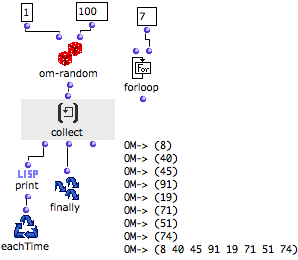 1
100
7
om-random
For
forloop
collect
LISP
print
finally
eachTime
OM-> (8)
OM-> (40)
OM-> (45)
OM-> (91)
OM-> (19)
OM-> (71)
OM-> (51)
OM-> (74)
OM-> (8 40 45 91 19 71 51 74)